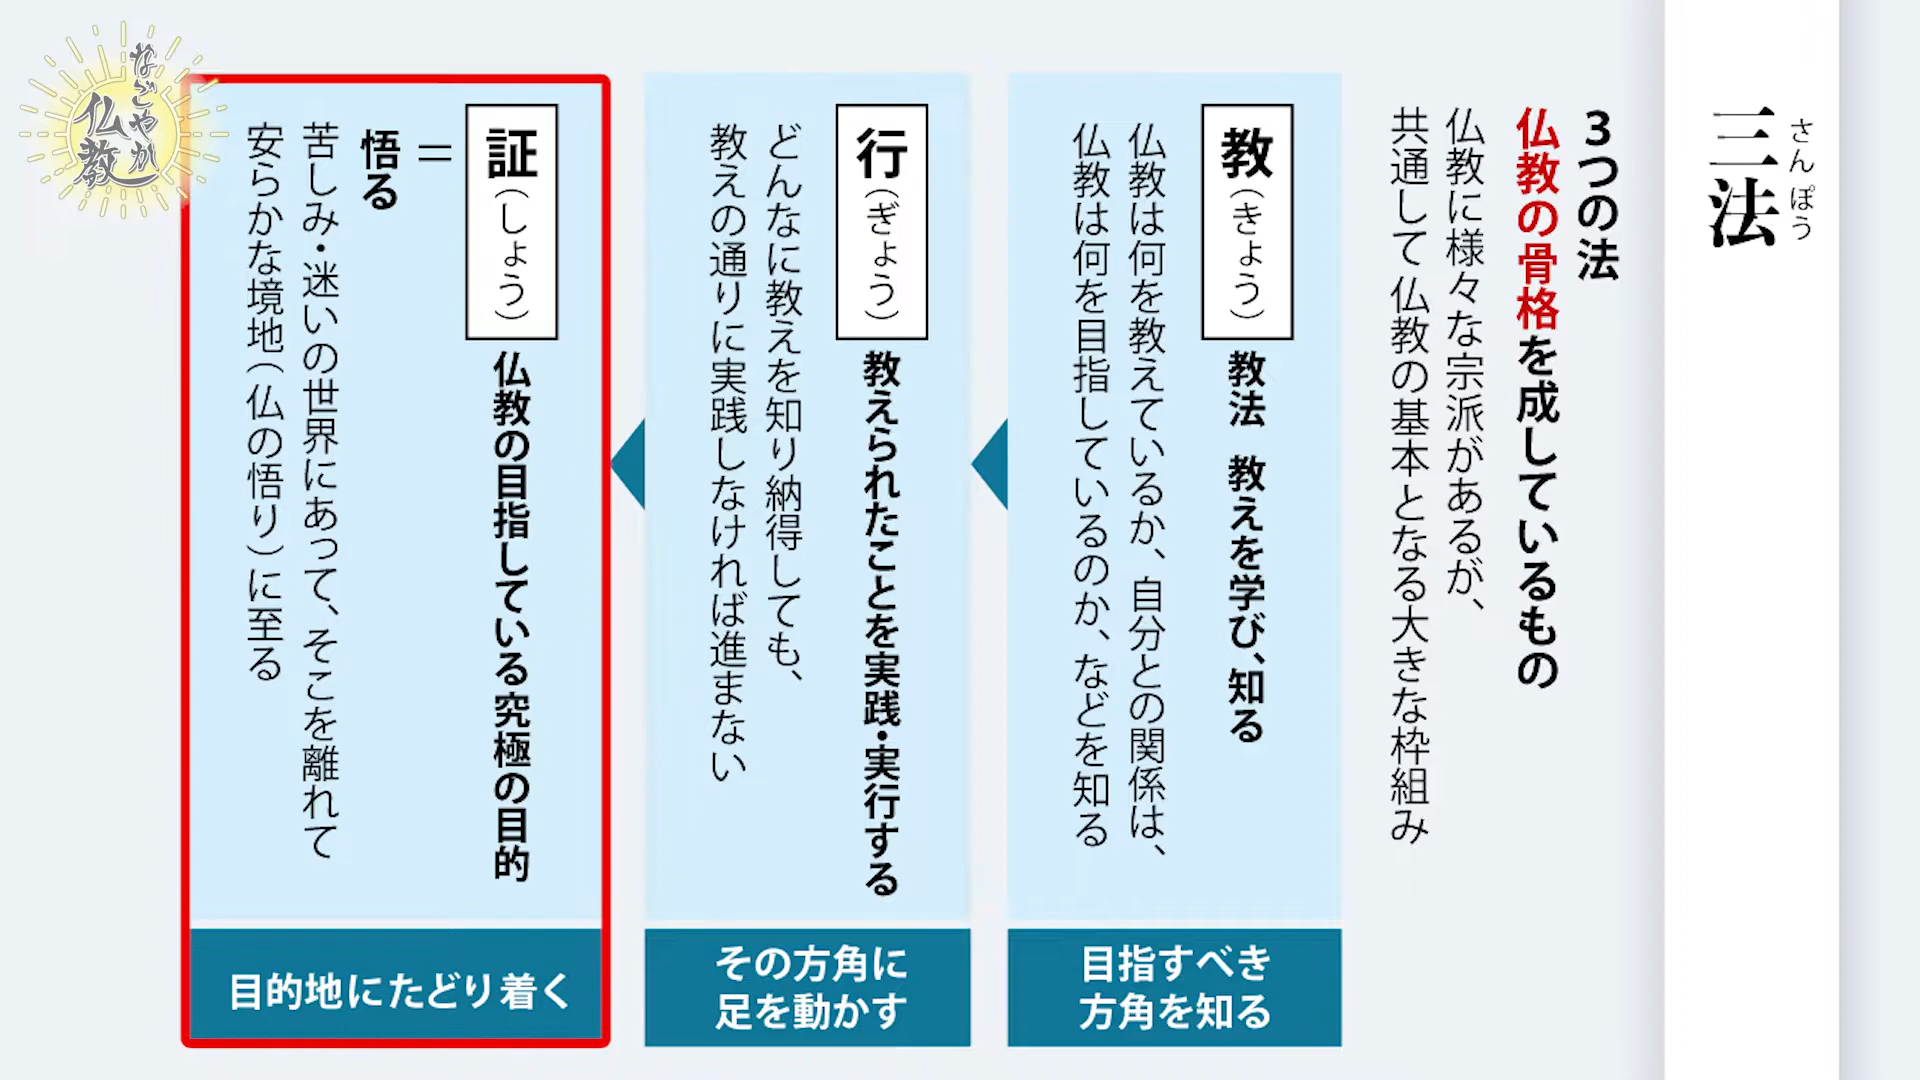 三法
さんぽう
3つの法
仏教の骨格を成しているもの
仏教に様々な宗派があるが、
共通して仏教の基本となる大きな枠組み
教(きょう) 教法 教えを学び、知る
仏教は何を教えているか、自分との関係は、
仏教は何を目指しているのか、などを知る
目指すべき
方角を知る
行(ぎょう) 教えられたことを実践・実行する
どんなに教えを知り納得しても、
教えの通りに実践しなければ進まない
その方角に
足を動かす
証(しょう) 仏教の目指している究極の目的
=
悟る
苦しみ・迷いの世界にあって、そこを離れて
安らかな境地(仏の悟り)に至る
目的地にたどり着く
なごやか
仏教